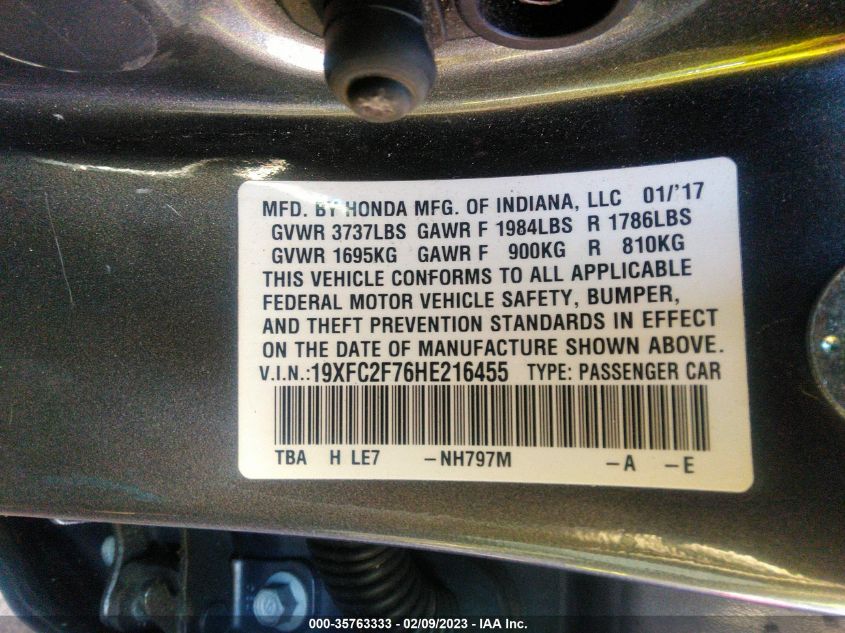 MFD. BY HONDA MFG. OF INDIANA, LLC 01/'17
GVWR 3737LBS GAWR F 1984LBS R 1786LBS
GVWR 1695KG GAWR F 900KG R 810KG
THIS VEHICLE CONFORMS TO ALL APPLICABLE
FEDERAL MOTOR VEHICLE SAFETY, BUMPER,
AND THEFT PREVENTION STANDARDS IN EFFECT
ON THE DATE OF MANUFACTURE SHOWN ABOVE.
V.I.N.:19XFC2F76HE216455 TYPE: PASSENGER CAR
TBA H LE7 -NH797M -A -E
000-35763333 - 02/09/2023 - IAA Inc.